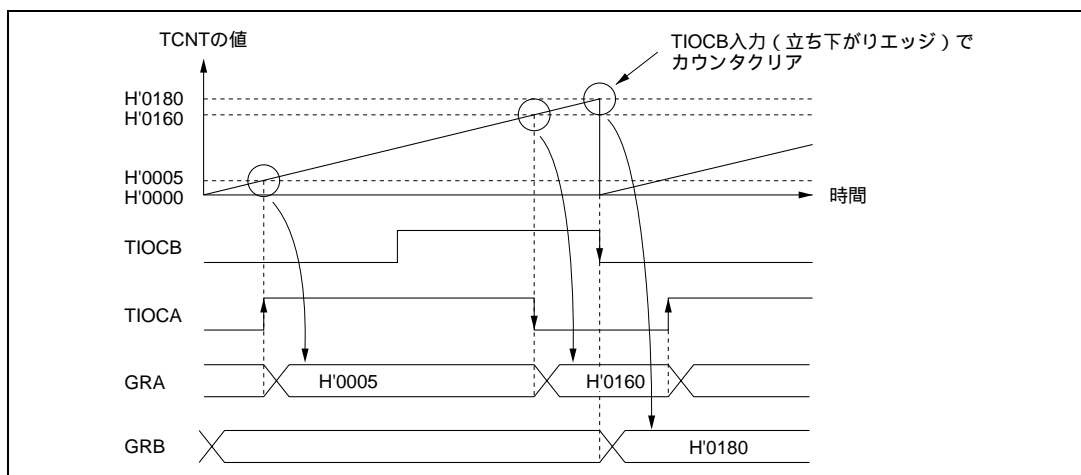 TCNTの値
TIOCB入力（立ち下がりエッジ）で
カウンタクリア
H'0180
H'0160
H'0005
H'0000
時間
TIOCB
TIOCA
GRA
H'0005
H'0160
GRB
H'0180